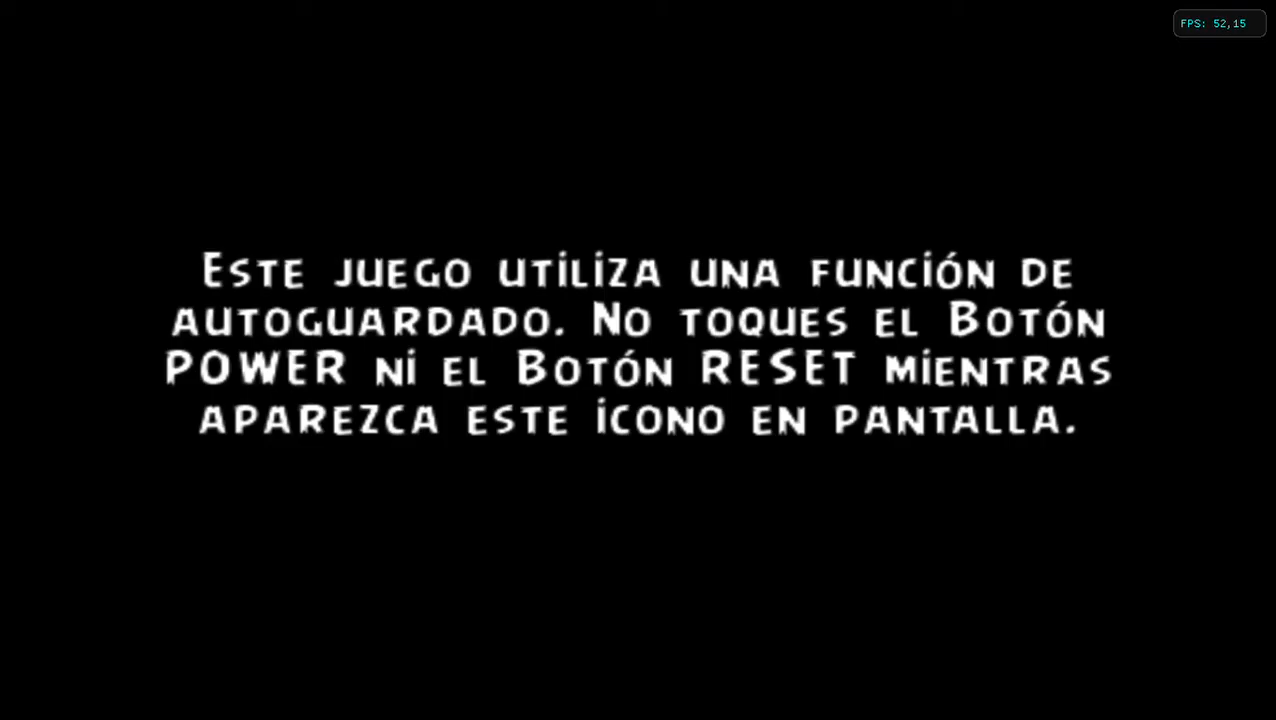 FPS: 52,15
Este juego utiliza una función de
autoguardado. No toques el Botón
POWER ni el Botón RESET mientras
aparezca este icono en pantalla.